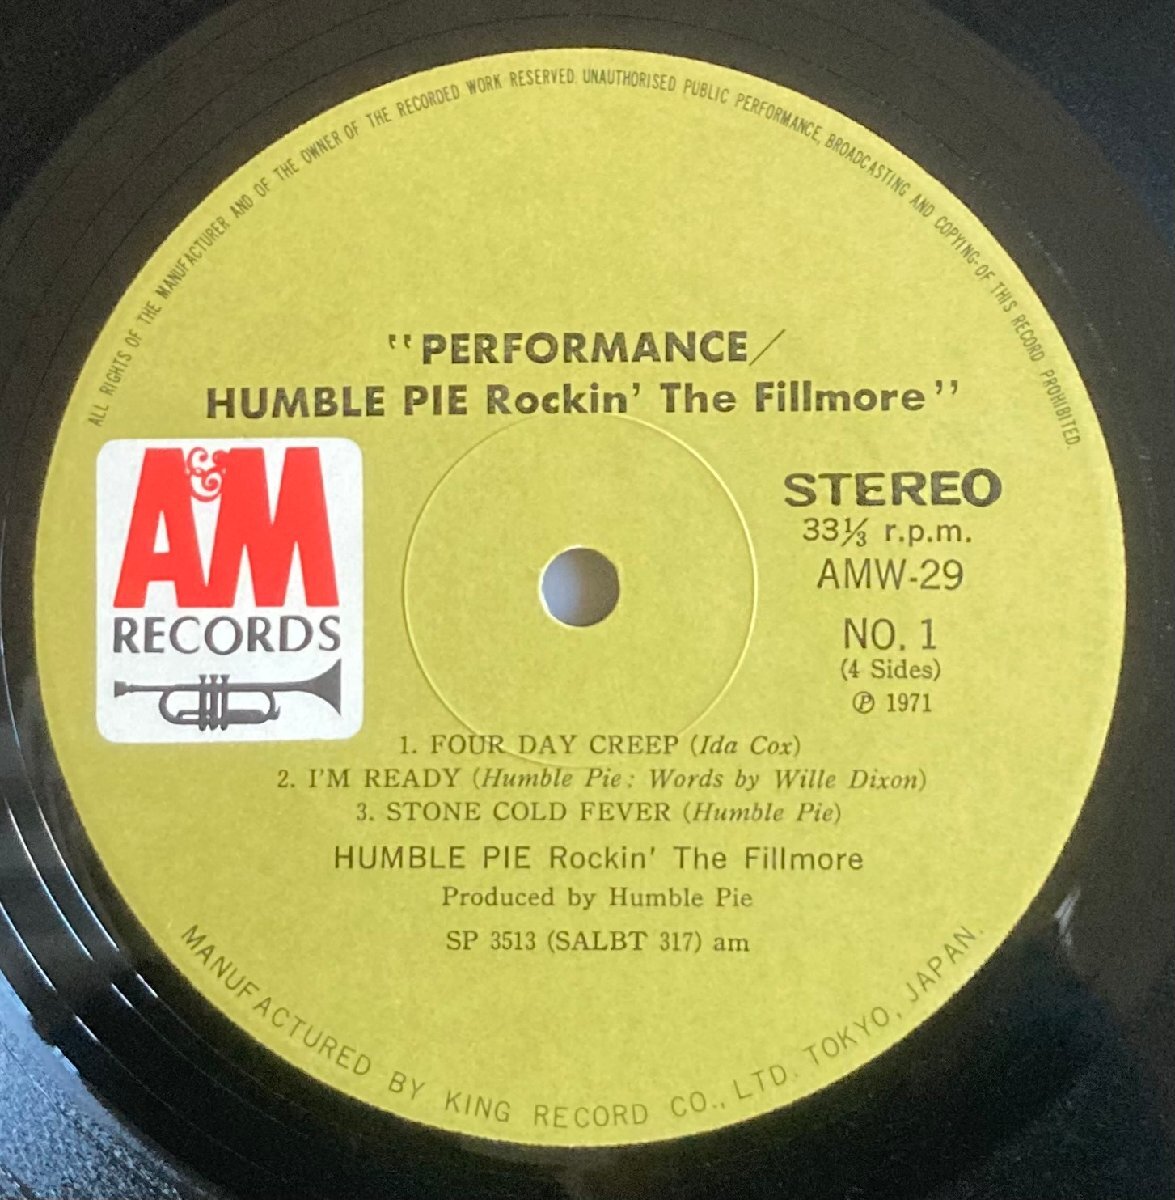 ALL RIGHTS OF THE MANUFACTURER AND OF THE OWNER OF THE RECORDED WORK RESERVED. UNAUTHORISED PUBLIC PERFORMANCE, BROADCASTING AND COPYING OF THIS RECORD PROHIBITED.
"PERFORMANCE/
HUMBLE PIE Rockin' The Fillmore"
A&M
RECORDS
STEREO
33⅓ r.p.m.
AMW-29
NO. 1
(4 Sides)
℗ 1971
1. FOUR DAY CREEP (Ida Cox)
2. I'M READY (Humble Pie: Words by Wille Dixon)
3. STONE COLD FEVER (Humble Pie)
HUMBLE PIE Rockin' The Fillmore
Produced by Humble Pie
SP 3513 (SALBT 317) am
MANUFACTURED BY KING RECORD CO., LTD. TOKYO, JAPAN.